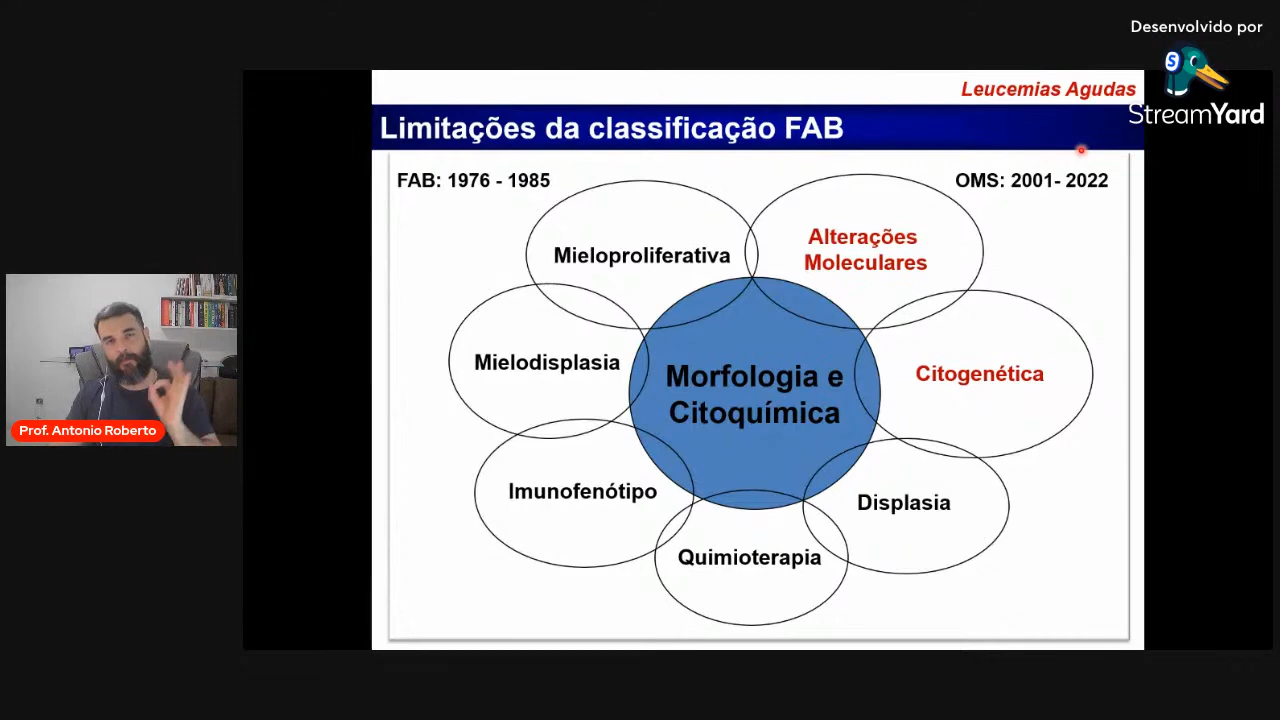 Desenvolvido por
S
StreamYard
Leucemias Agudas
Limitações da classificação FAB
FAB: 1976 - 1985
OMS: 2001- 2022
Mieloproliferativa
Alterações
Moleculares
Mielodisplasia
Morfologia e
Citoquímica
Citogenética
Imunofenótipo
Displasia
Quimioterapia
Prof. Antonio Roberto